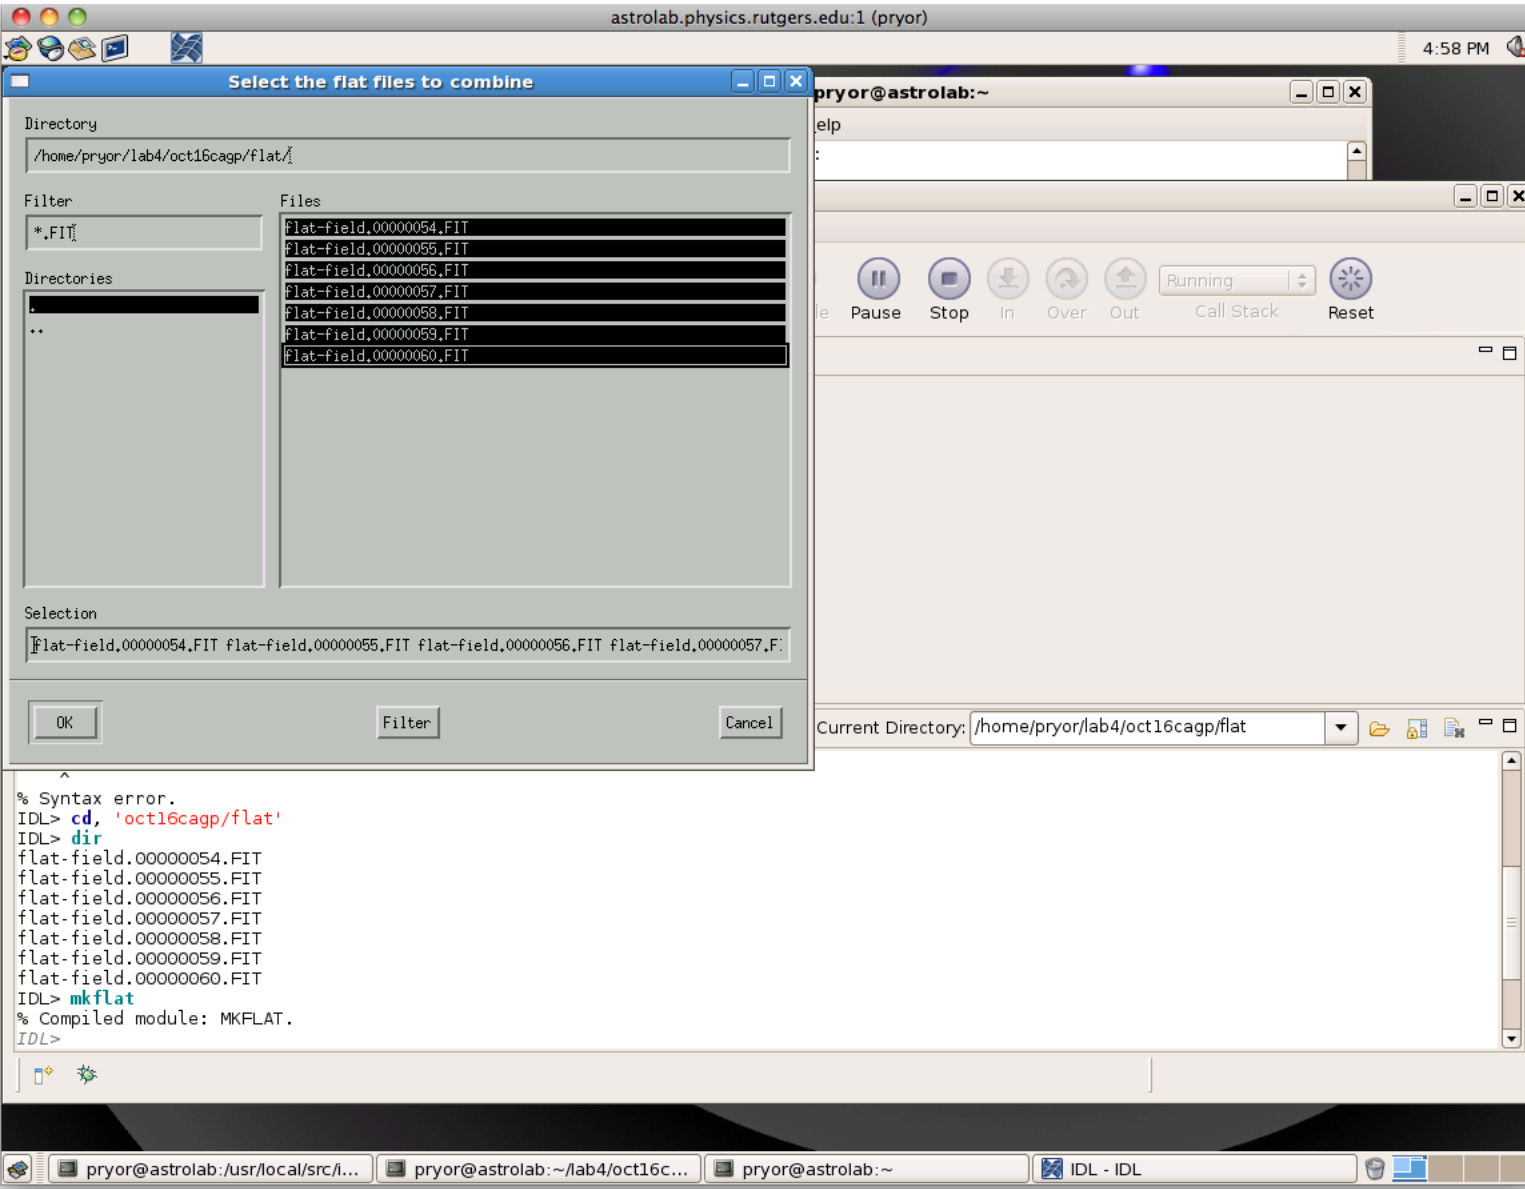 astrolab.physics.rutgers.edu:1 (pryor)
4:58 PM
Select the flat files to combine
pryor@astrolab:~
Directory
elp
/home/pryor/lab4/oct16cagp/flat/
:
Filter
Files
*.FIT
flat-field.00000054.FIT
flat-field.00000055.FIT
flat-field.00000056.FIT
flat-field.00000057.FIT
flat-field.00000058.FIT
flat-field.00000059.FIT
flat-field.00000060.FIT
Directories
.
..
le
Pause
Stop
In
Over
Out
Running
Call Stack
Reset
Selection
flat-field.00000054.FIT flat-field.00000055.FIT flat-field.00000056.FIT flat-field.00000057.F
OK
Filter
Cancel
Current Directory: /home/pryor/lab4/oct16cagp/flat
^
% Syntax error.
IDL> cd, 'oct16cagp/flat'
IDL> dir
flat-field.00000054.FIT
flat-field.00000055.FIT
flat-field.00000056.FIT
flat-field.00000057.FIT
flat-field.00000058.FIT
flat-field.00000059.FIT
flat-field.00000060.FIT
IDL> mkflat
% Compiled module: MKFLAT.
IDL>
pryor@astrolab:/usr/local/src/i...
pryor@astrolab:~/lab4/oct16c...
pryor@astrolab:~
IDL - IDL